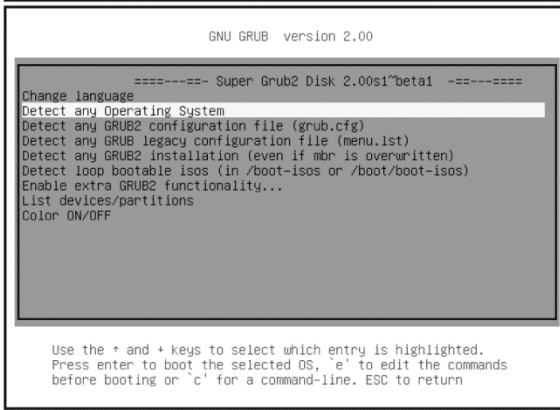 GNU GRUB version 2.00
====---==- Super Grub2 Disk 2.00s1~beta1 -==---====
Change language
Detect any Operating System
Detect any GRUB2 configuration file (grub.cfg)
Detect any GRUB legacy configuration file (menu.lst)
Detect any GRUB2 installation (even if mbr is overwritten)
Detect loop bootable isos (in /boot-isos or /boot/boot-isos)
Enable extra GRUB2 functionality...
List devices/partitions
Color ON/OFF
Use the ↑ and ↓ keys to select which entry is highlighted.
Press enter to boot the selected OS, `e' to edit the commands
before booting or `c' for a command-line. ESC to return